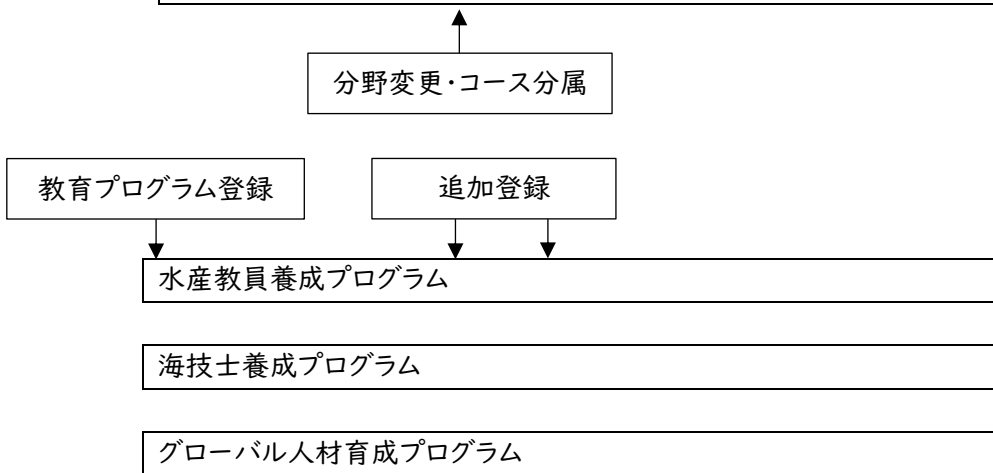 分野変更・コース分属
教育プログラム登録
追加登録
水産教員養成プログラム
海技士養成プログラム
グローバル人材育成プログラム